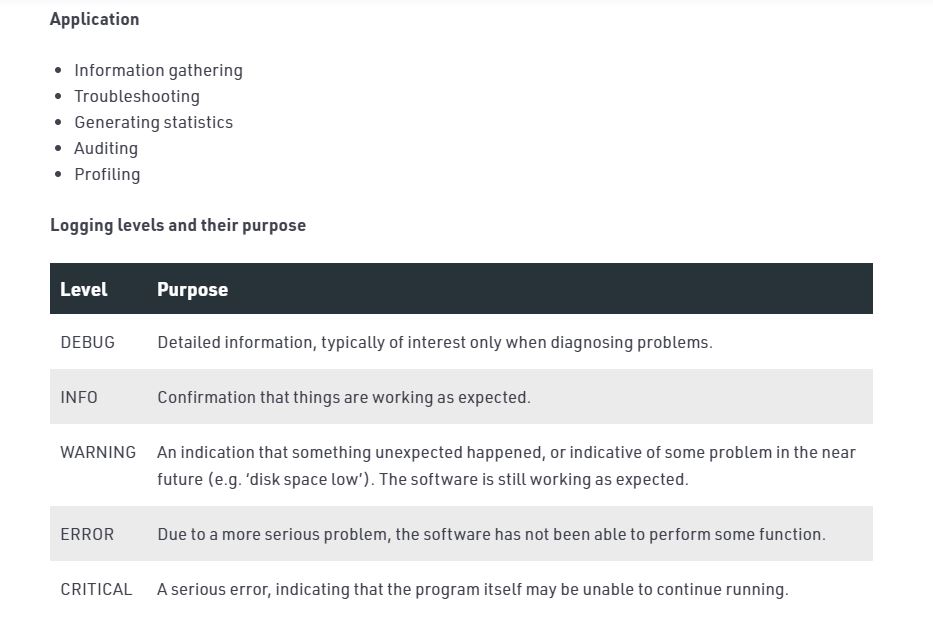 Application
• Information gathering
• Troubleshooting
• Generating statistics
• Auditing
• Profiling
Logging levels and their purpose
Level Purpose
DEBUG Detailed information, typically of interest only when diagnosing problems.
INFO Confirmation that things are working as expected.
WARNING An indication that something unexpected happened, or indicative of some problem in the near
future (e.g. ‘disk space low’). The software is still working as expected.
ERROR Due to a more serious problem, the software has not been able to perform some function.
CRITICAL A serious error, indicating that the program itself may be unable to continue running.